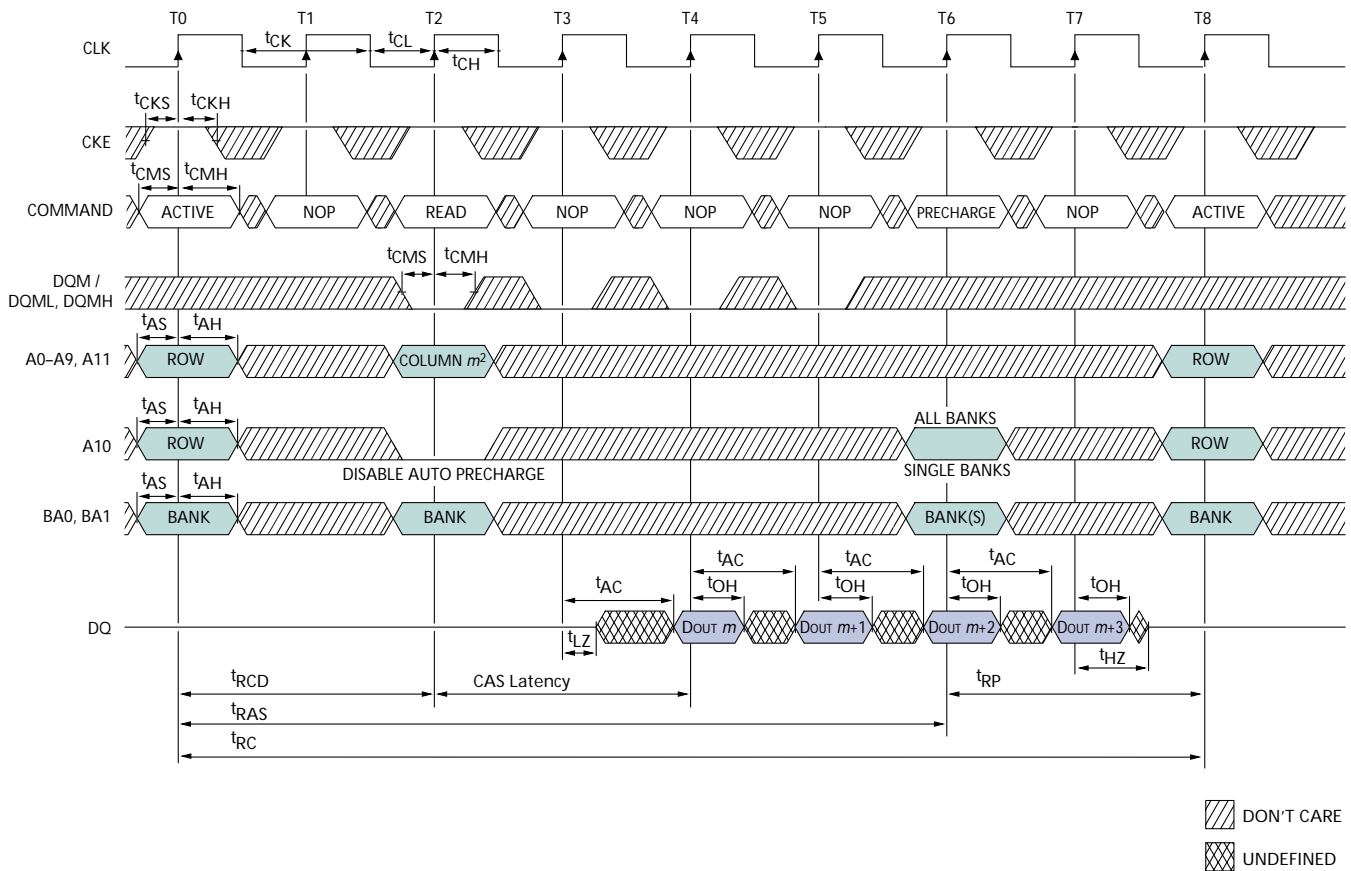 T0 T1 T2 T3 T4 T5 T6 T7 T8
CLK
tCK tCL
tCH
tCKS tCKH
CKE
tCMS tCMH
COMMAND ACTIVE NOP READ NOP NOP NOP PRECHARGE NOP ACTIVE
tCMS tCMH
DQM /
DQML, DQMH
tAS tAH
A0–A9, A11 ROW COLUMN m2 ROW
tAS tAH
ALL BANKS
A10 ROW ROW
DISABLE AUTO PRECHARGE SINGLE BANKS
tAS tAH
BA0, BA1 BANK BANK BANK(S) BANK
tAC tAC tAC tAC
tOH tOH tOH tOH
DQ DOUT m DOUT m+1 DOUT m+2 DOUT m+3
tLZ tHZ
tRCD CAS Latency tRP
tRAS
tRC
DON'T CARE
UNDEFINED